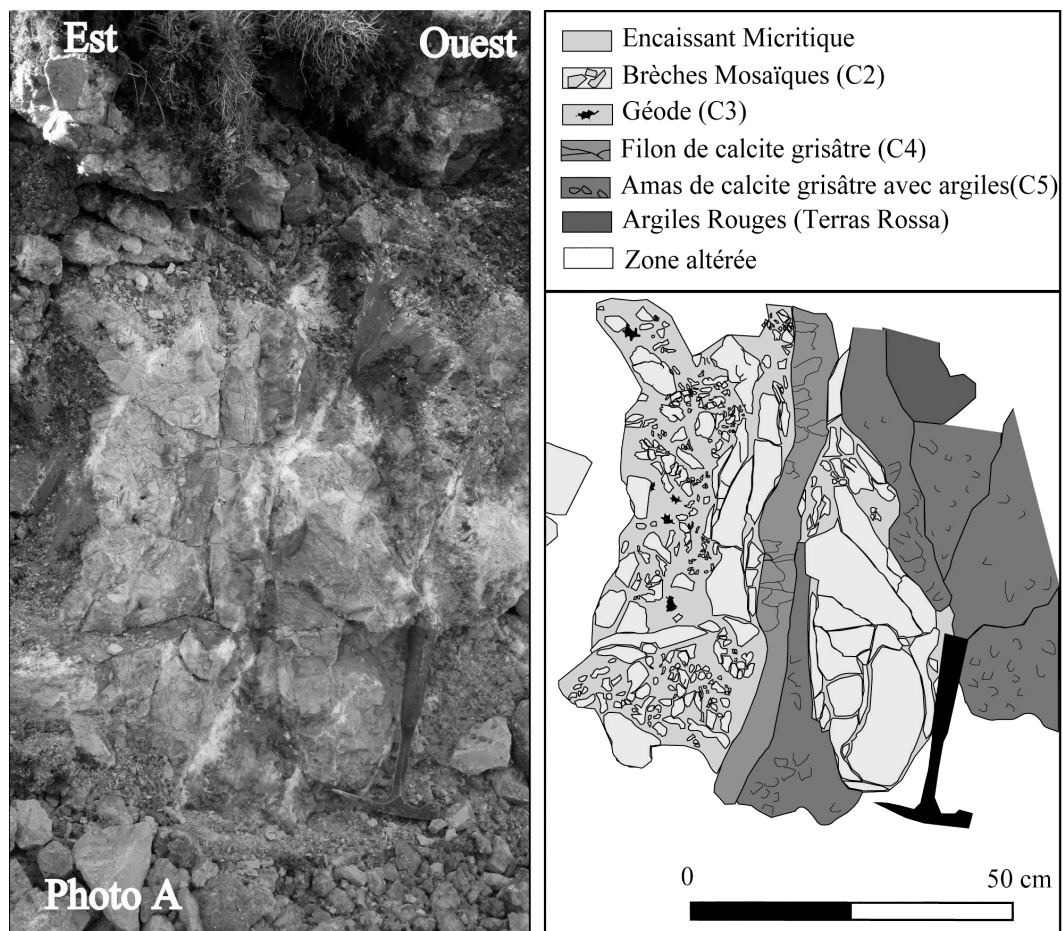 Est
Ouest
Photo A
Encaissant Micritique
Brèches Mosaïques (C2)
Géode (C3)
Filon de calcite grisâtre (C4)
Amas de calcite grisâtre avec argiles(C5)
Argiles Rouges (Terras Rossa)
Zone altérée
0
50 cm